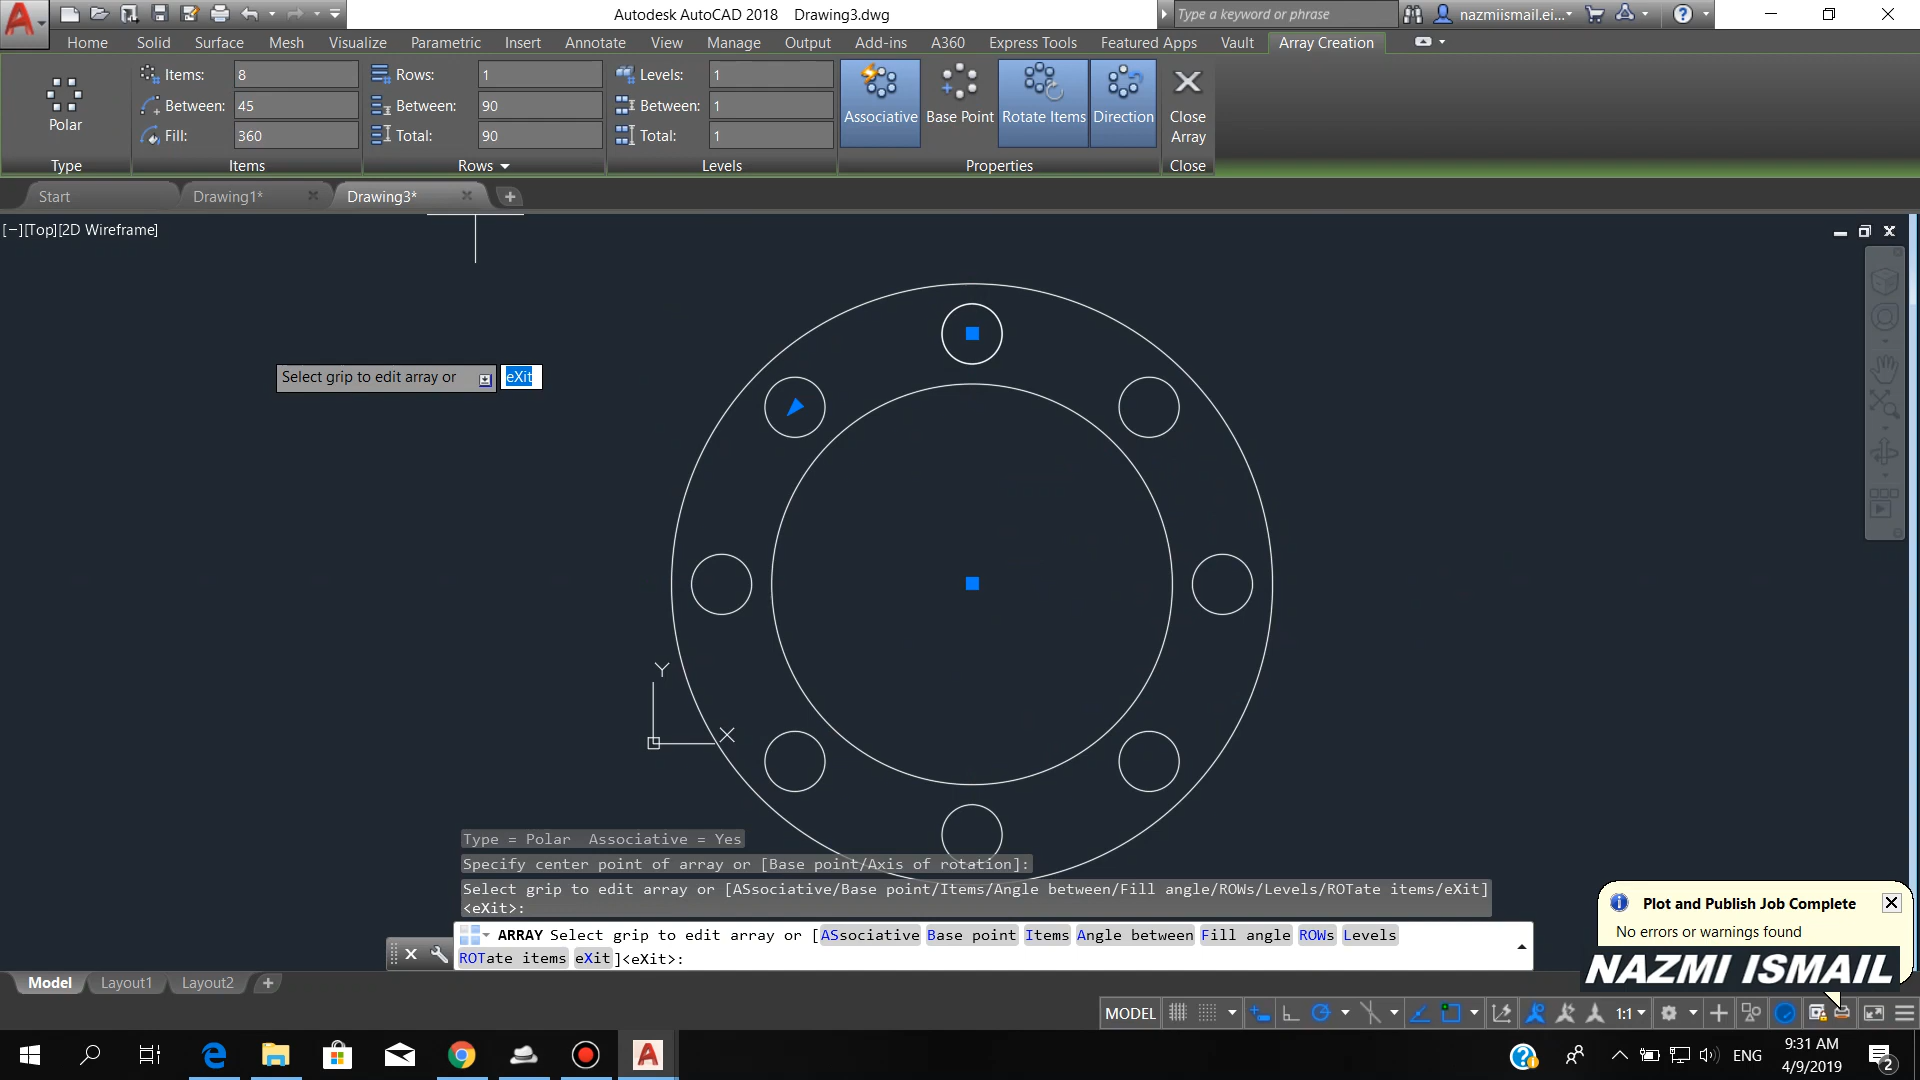 Autodesk AutoCAD 2018 Drawing3.dwg
Type a keyword or phrase
nazmiismail.ei...
Home Solid Surface Mesh Visualize Parametric Insert Annotate View Manage Output Add-ins A360 Express Tools Featured Apps Vault Array Creation
Items: 8 Rows: 1 Levels: 1
Between: 45 Between: 90 Between: 1
Fill: 360 Total: 90 Total: 1
Polar
Associative Base Point Rotate Items Direction Close Array
Type Items Rows Levels Properties Close
Start Drawing1* Drawing3*
[−][Top][2D Wireframe]
Select grip to edit array or eXit
Y
X
Type = Polar Associative = Yes
Specify center point of array or [Base point/Axis of rotation]:
Select grip to edit array or [ASsociative/Base point/Items/Angle between/Fill angle/ROWs/Levels/ROTate items/eXit]
<eXit>:
ARRAY Select grip to edit array or [ASsociative Base point Items Angle between Fill angle ROWs Levels
ROTate items eXit]<eXit>:
Plot and Publish Job Complete
No errors or warnings found
NAZMI ISMAIL
Model Layout1 Layout2
MODEL 1:1
ENG
9:31 AM
4/9/2019
2